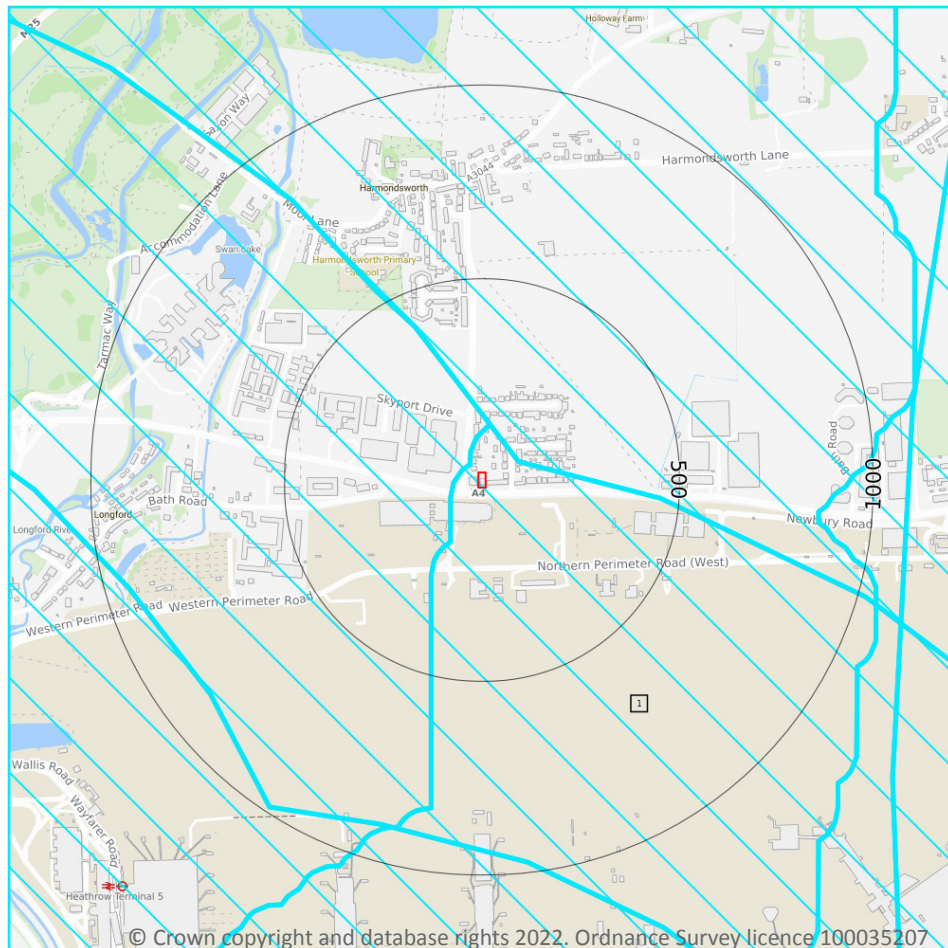 M25
Holloway Farm
Saxon Way
Harmondsworth Lane
A3044
Harmondsworth
Moor Lane
Accommodation Lane
Swan Lake
Harmondsworth Primary
School
Tarmac Way
Skyport Drive
500
1000
Road
A4
Bath Road
Longford
Longford River
Newbury Road
Northern Perimeter Road (West)
Western Perimeter Road
Western Perimeter Road
1
Wallis Road
Wayfarer Road
Heathrow Terminal 5
© Crown copyright and database rights 2022. Ordnance Survey licence 100035207